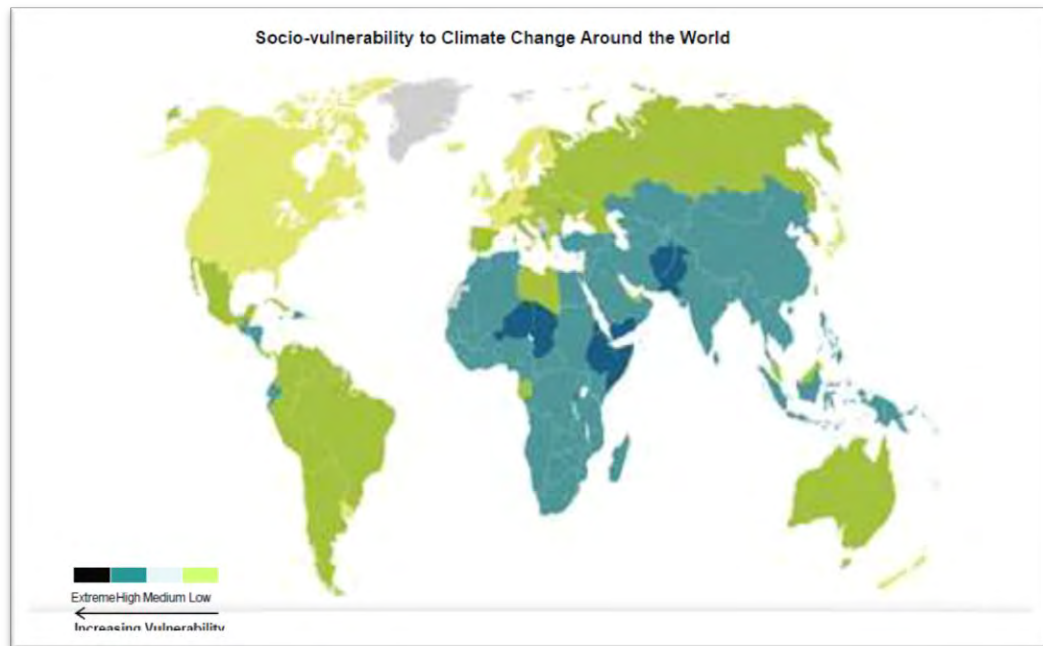 Socio-vulnerability to Climate Change Around the World
ExtremeHigh Medium Low
Increasing Vulnerability